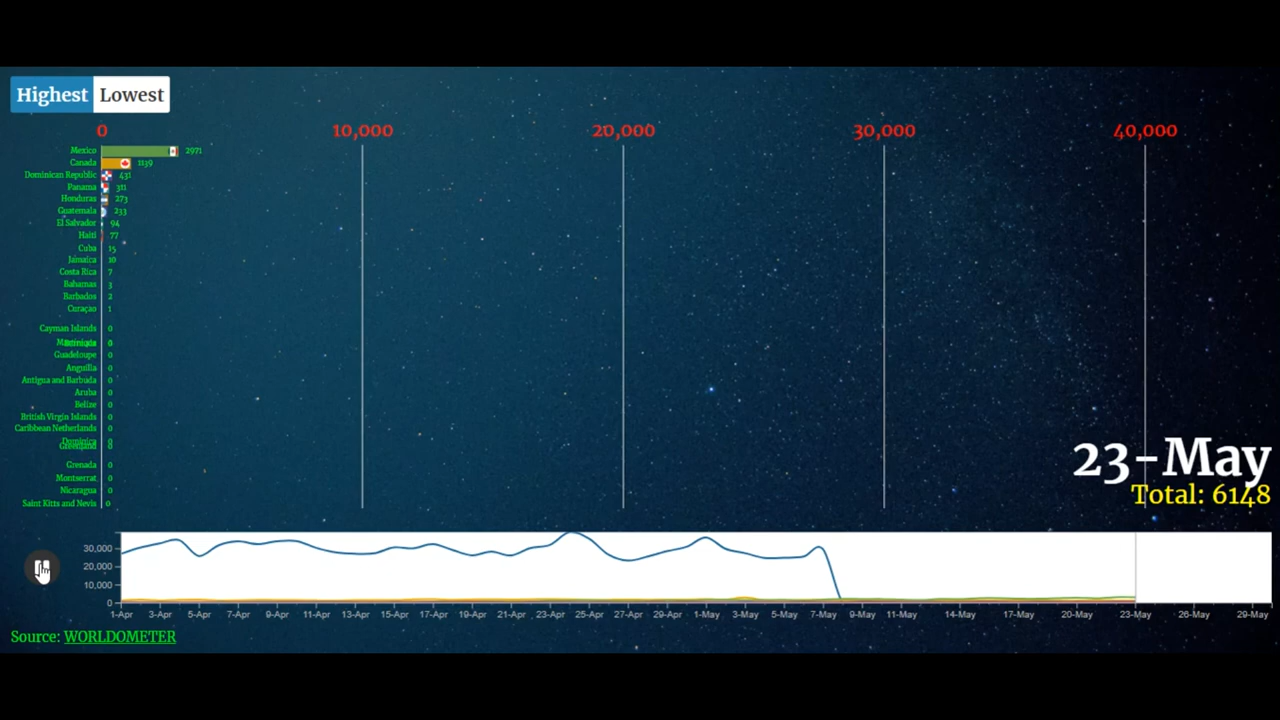 Highest Lowest
0 10,000 20,000 30,000 40,000
Mexico 2971
Canada 1139
Dominican Republic 431
Panama 311
Honduras 273
Guatemala 233
El Salvador 94
Haiti 77
Cuba 15
Jamaica 10
Costa Rica 7
Bahamas 3
Barbados 2
Curaçao 1
Cayman Islands 0
Martinique 0
Guadeloupe 0
Anguilla 0
Antigua and Barbuda 0
Aruba 0
Belize 0
British Virgin Islands 0
Caribbean Netherlands 0
Dominica 0
Greenland 0
Grenada 0
Montserrat 0
Nicaragua 0
Saint Kitts and Nevis 0
23-May
Total: 6148
30,000
20,000
10,000
0
1-Apr 3-Apr 5-Apr 7-Apr 9-Apr 11-Apr 13-Apr 15-Apr 17-Apr 19-Apr 21-Apr 23-Apr 25-Apr 27-Apr 29-Apr 1-May 3-May 5-May 7-May 9-May 11-May 14-May 17-May 20-May 23-May 26-May 29-May
Source: WORLDOMETER